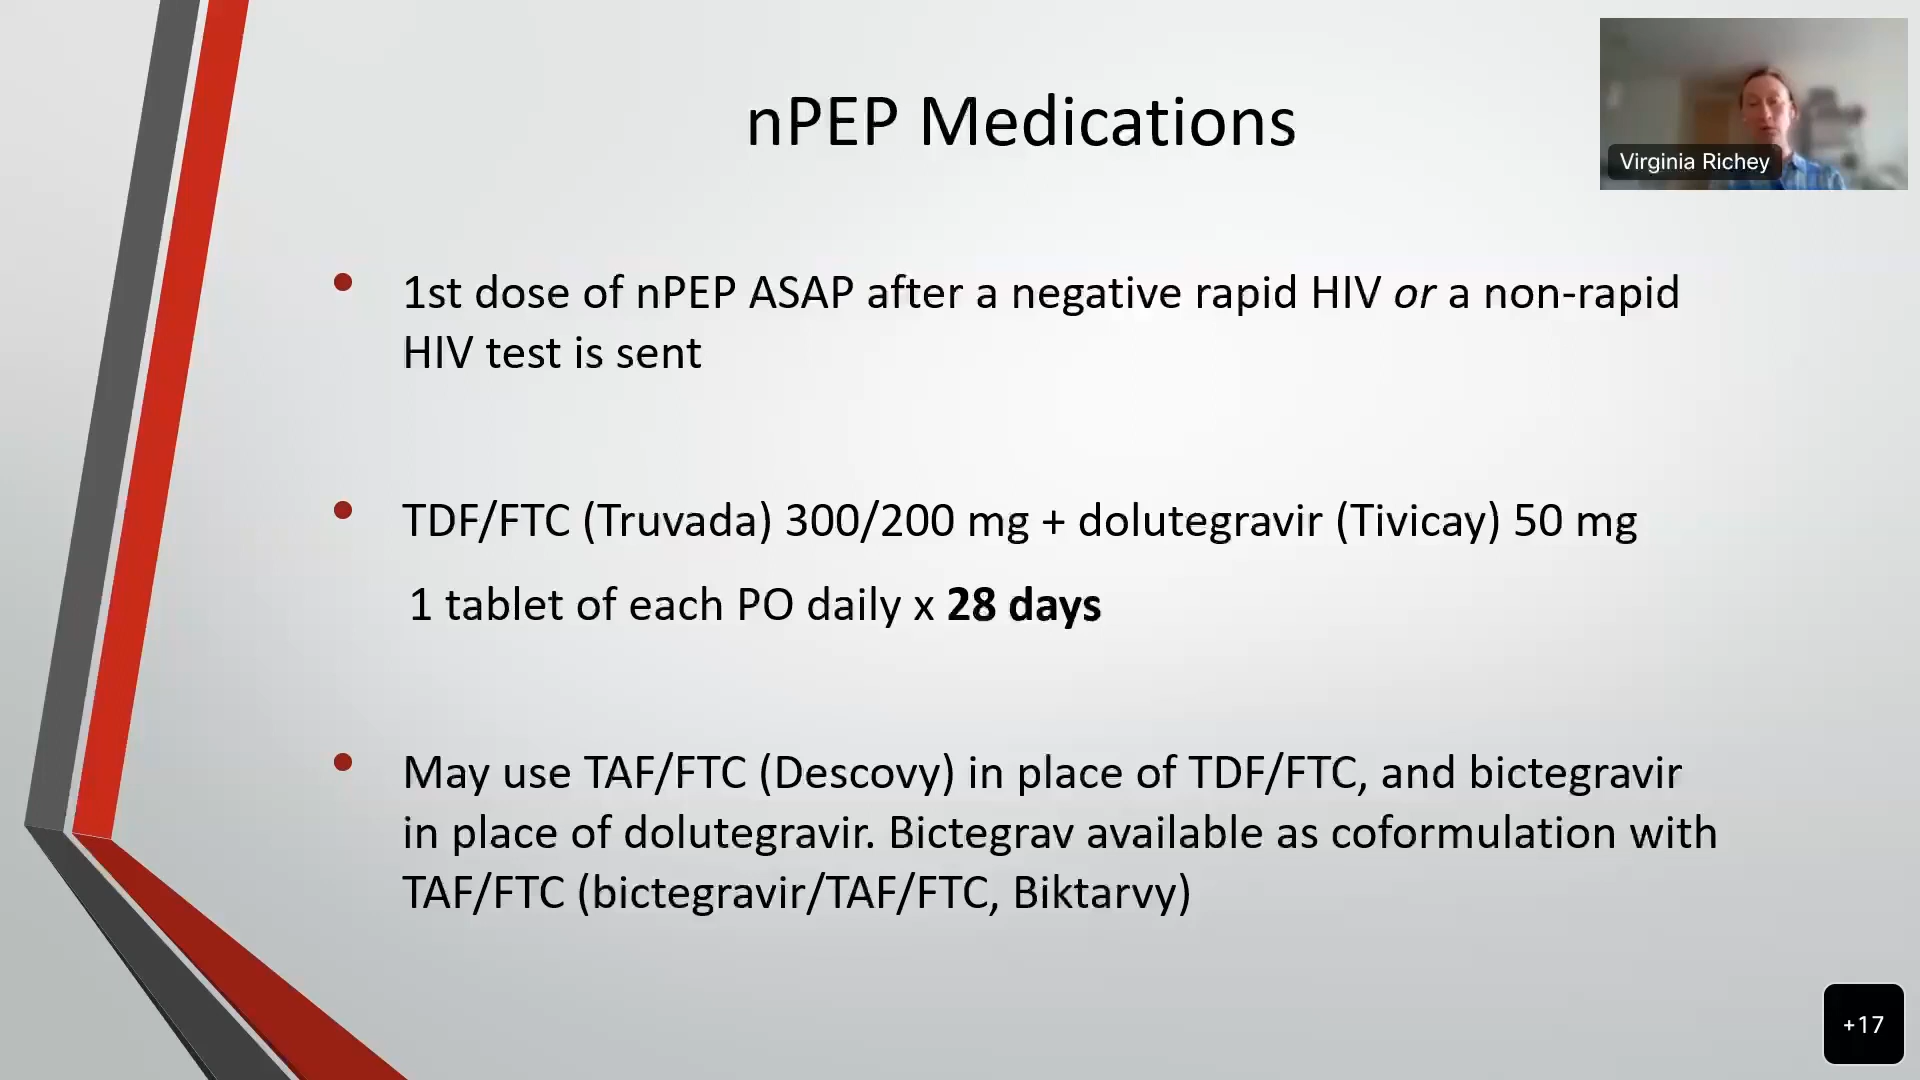 nPEP Medications
Virginia Richey
1st dose of nPEP ASAP after a negative rapid HIV or a non-rapid
HIV test is sent
TDF/FTC (Truvada) 300/200 mg + dolutegravir (Tivicay) 50 mg
1 tablet of each PO daily x 28 days
May use TAF/FTC (Descovy) in place of TDF/FTC, and bictegravir
in place of dolutegravir. Bictegrav available as coformulation with
TAF/FTC (bictegravir/TAF/FTC, Biktarvy)
+17